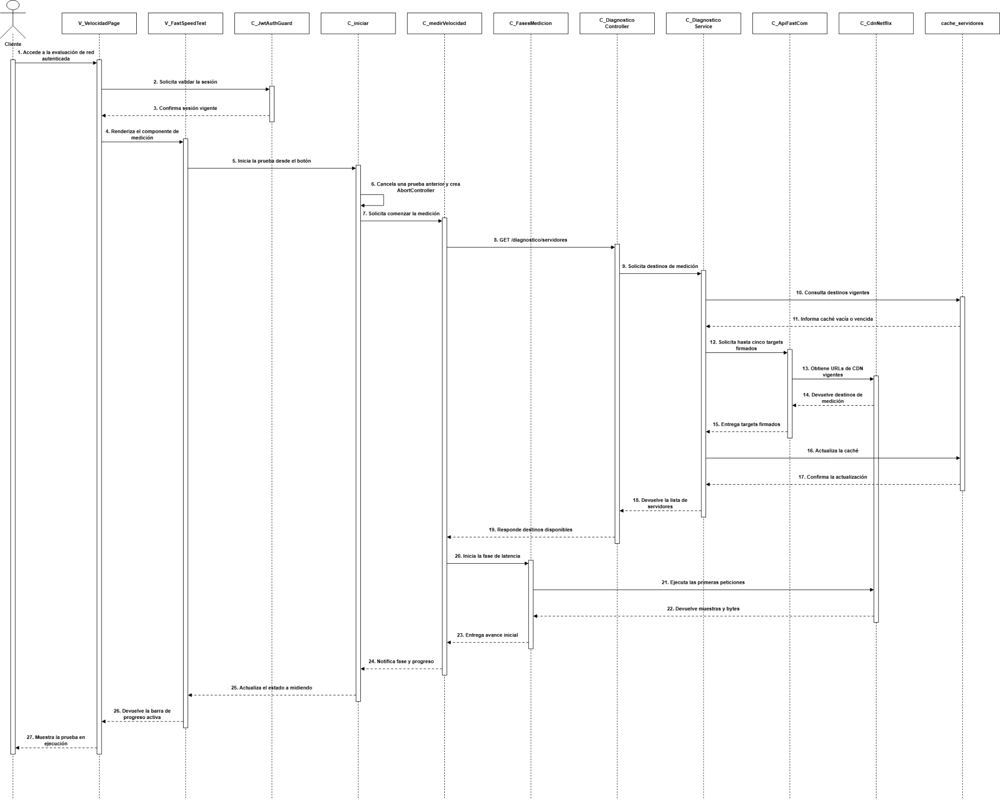 V_VelocidadPage
V_FastSpeedTest
C_JwtAuthGuard
C_iniciar
C_medirVelocidad
C_FasesMedicion
C_Diagnostico
Controller
C_Diagnostico
Service
C_ApiFastCom
C_CdnNetflix
cache_servidores
Cliente
1. Accede a la evaluación de red
autenticada
2. Solicita validar la sesión
3. Confirma sesión vigente
4. Renderiza el componente de
medición
5. Inicia la prueba desde el botón
6. Cancela una prueba anterior y crea
AbortController
7. Solicita comenzar la medición
8. GET /diagnostico/servidores
9. Solicita destinos de medición
10. Consulta destinos vigentes
11. Informa caché vacía o vencida
12. Solicita hasta cinco targets
firmados
13. Obtiene URLs de CDN
vigentes
14. Devuelve destinos de
medición
15. Entrega targets firmados
16. Actualiza la caché
17. Confirma la actualización
18. Devuelve la lista de
servidores
19. Responde destinos disponibles
20. Inicia la fase de latencia
21. Ejecuta las primeras peticiones
22. Devuelve muestras y bytes
23. Entrega avance inicial
24. Notifica fase y progreso
25. Actualiza el estado a midiendo
26. Devuelve la barra de
progreso activa
27. Muestra la prueba en
ejecución